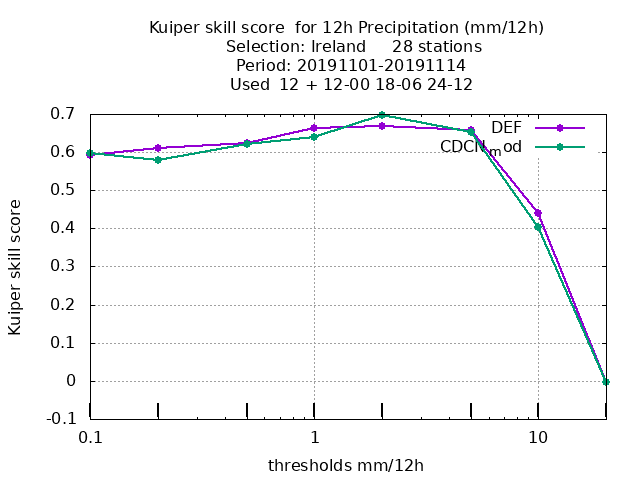 Kuiper skill score for 12h Precipitation (mm/12h)
Selection: Ireland 28 stations
Period: 20191101-20191114
Used 12 + 12-00 18-06 24-12
0.7
0.6
0.5
0.4
0.3
0.2
0.1
0
-0.1
Kuiper skill score
DEF
CDCN_mod
0.1 1 10
thresholds mm/12h